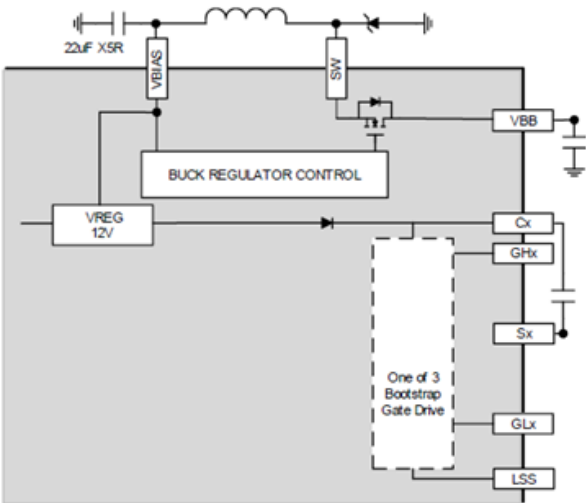 22uF X5R
VBIAS
SW
VBB
BUCK REGULATOR CONTROL
VREG
12V
Cx
GHx
Sx
One of 3
Bootstrap
Gate Drive
GLx
LSS